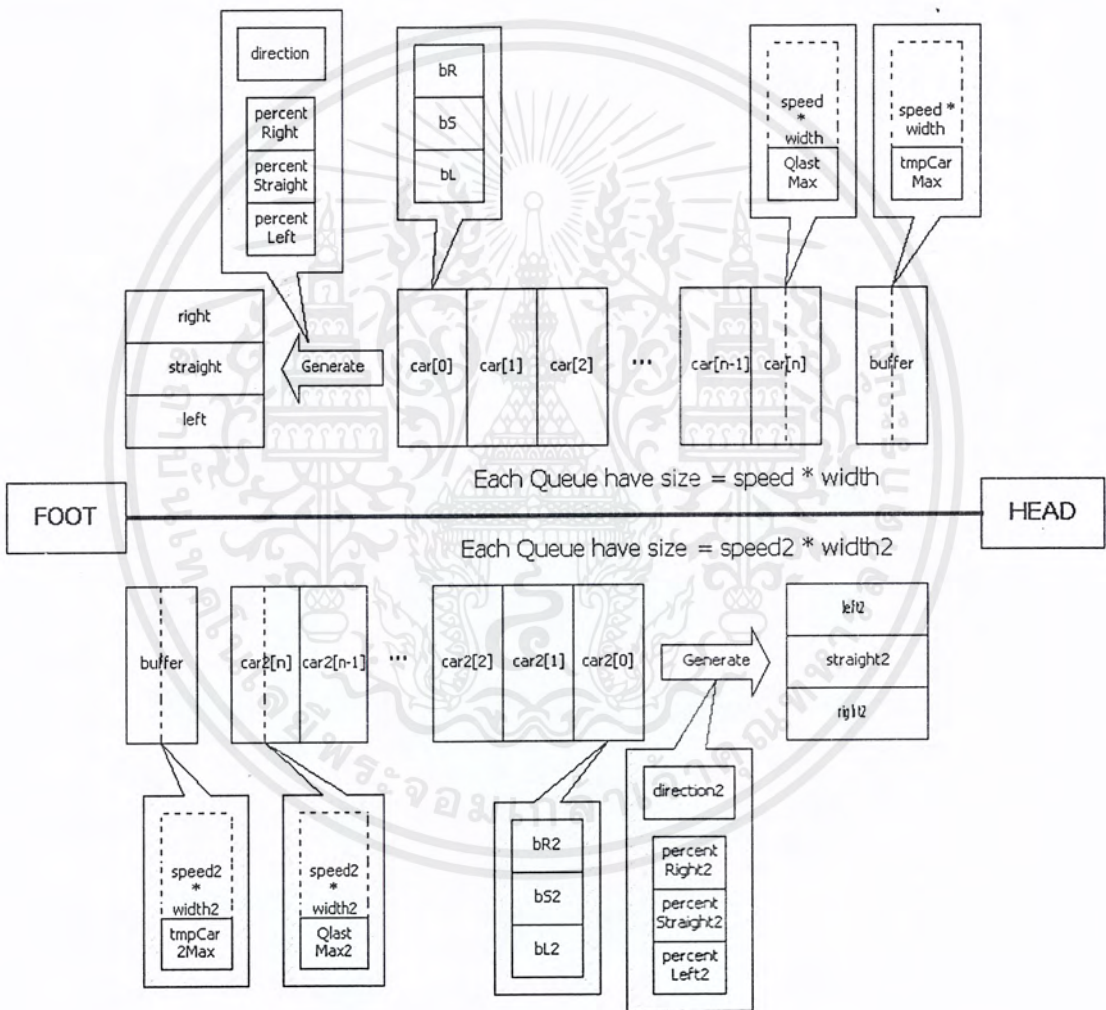 direction
percent
Right
percent
Straight
percent
Left
bR
bS
bL
speed
*
width
Qlast
Max
speed *
width
tmpCar
Max
right
straight
left
Generate
car[0]
car[1]
car[2]
...
car[n-1]
car[n]
buffer
Each Queue have size = speed * width
FOOT
HEAD
Each Queue have size = speed2 * width2
buffer
car2[n]
car2[n-1]
...
car2[2]
car2[1]
car2[0]
Generate
left2
straight2
right2
speed2
*
width2
tmpCar
2Max
speed2
*
width2
Qlast
Max2
bR2
bS2
bL2
direction2
percent
Right2
percent
Straight2
percent
Left2